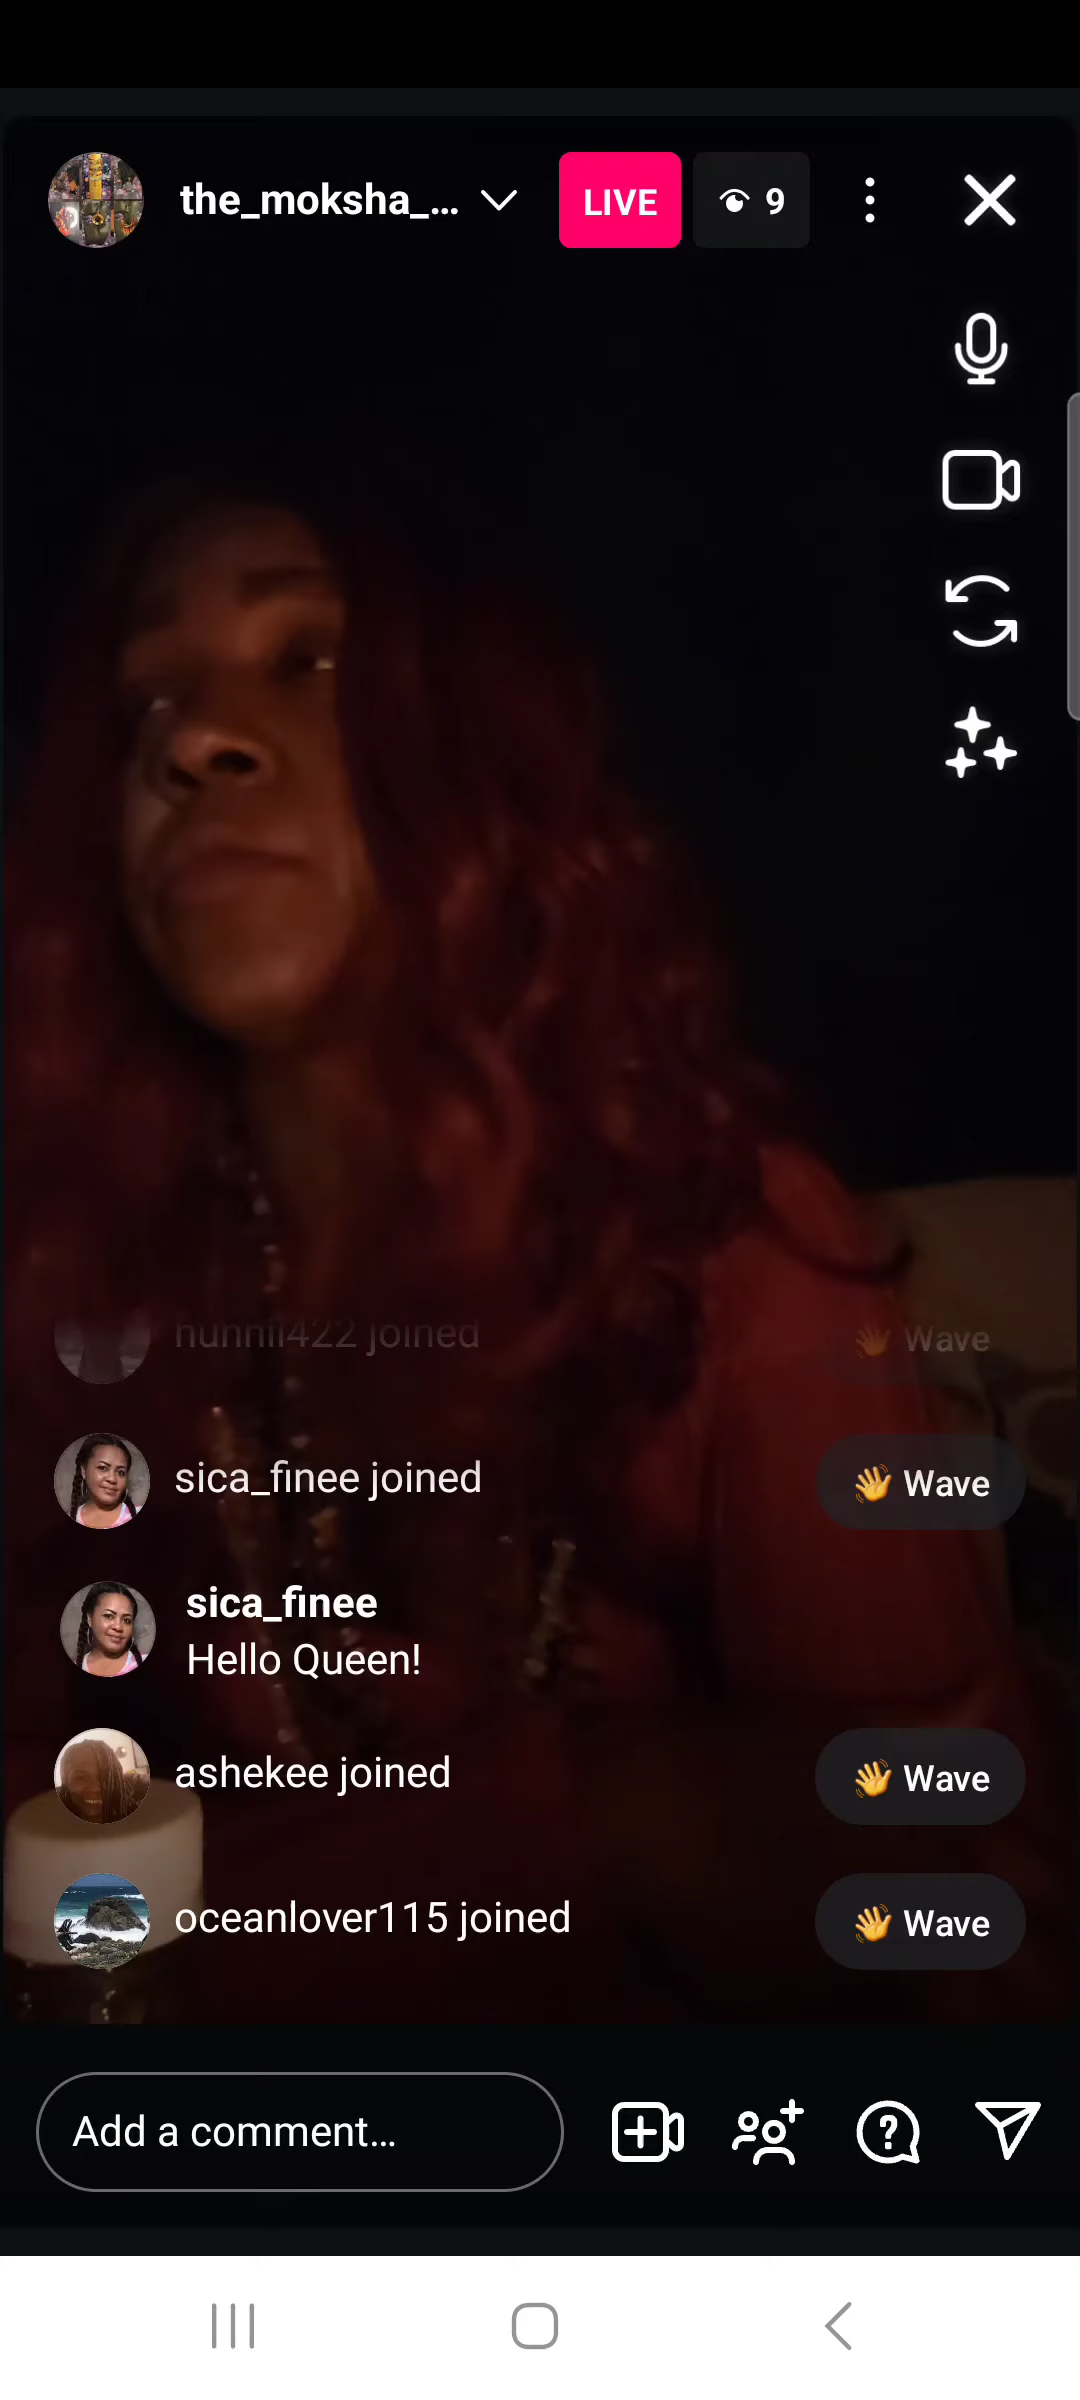 the_moksha_...
LIVE
9
hunnii422 joined
👋 Wave
sica_finee joined
👋 Wave
sica_finee
Hello Queen!
ashekee joined
👋 Wave
oceanlover115 joined
👋 Wave
Add a comment...